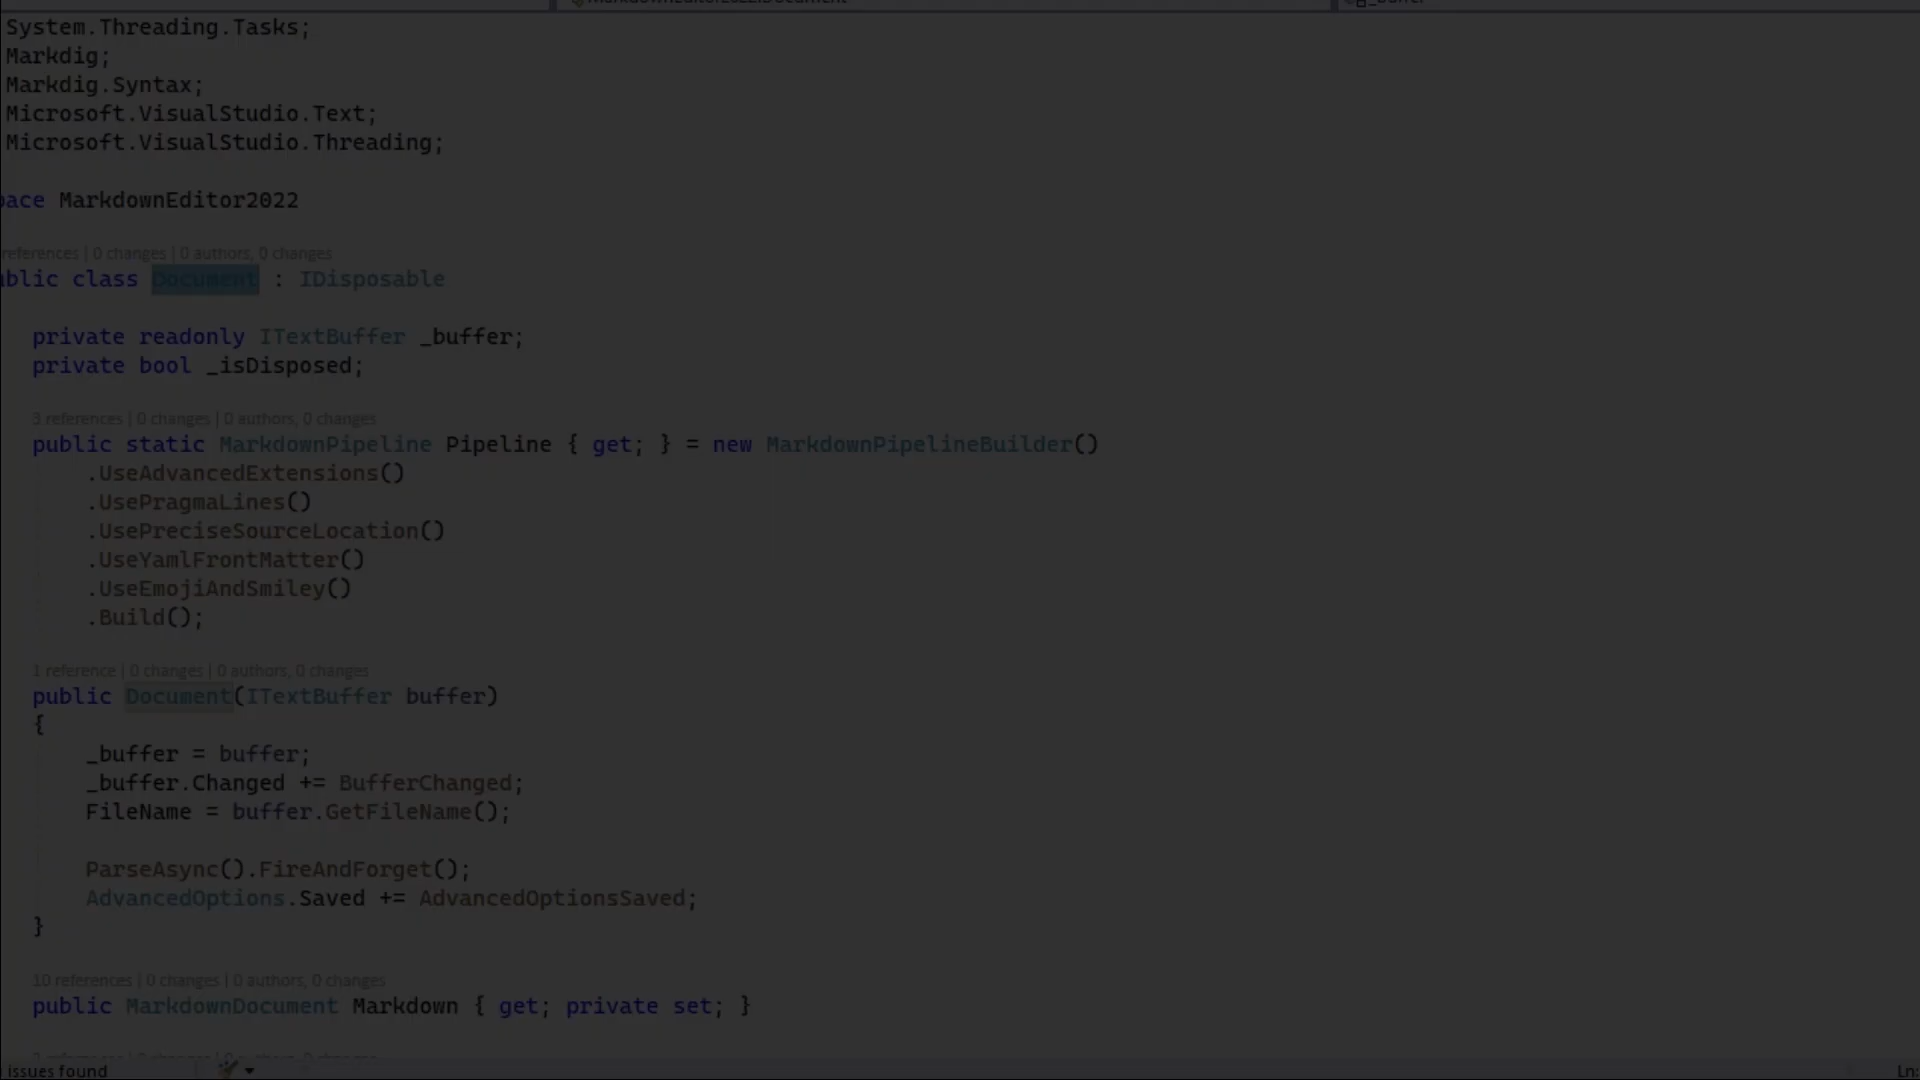 System.Threading.Tasks;
Markdig;
Markdig.Syntax;
Microsoft.VisualStudio.Text;
Microsoft.VisualStudio.Threading;
pace MarkdownEditor2022
references | 0 changes | 0 authors, 0 changes
ublic class Document : IDisposable
private readonly ITextBuffer _buffer;
private bool _isDisposed;
3 references | 0 changes | 0 authors, 0 changes
public static MarkdownPipeline Pipeline { get; } = new MarkdownPipelineBuilder()
.UseAdvancedExtensions()
.UsePragmaLines()
.UsePreciseSourceLocation()
.UseYamlFrontMatter()
.UseEmojiAndSmiley()
.Build();
1 reference | 0 changes | 0 authors, 0 changes
public Document(ITextBuffer buffer)
{
_buffer = buffer;
_buffer.Changed += BufferChanged;
FileName = buffer.GetFileName();
ParseAsync().FireAndForget();
AdvancedOptions.Saved += AdvancedOptionsSaved;
}
10 references | 0 changes | 0 authors, 0 changes
public MarkdownDocument Markdown { get; private set; }
issues found
Ln: